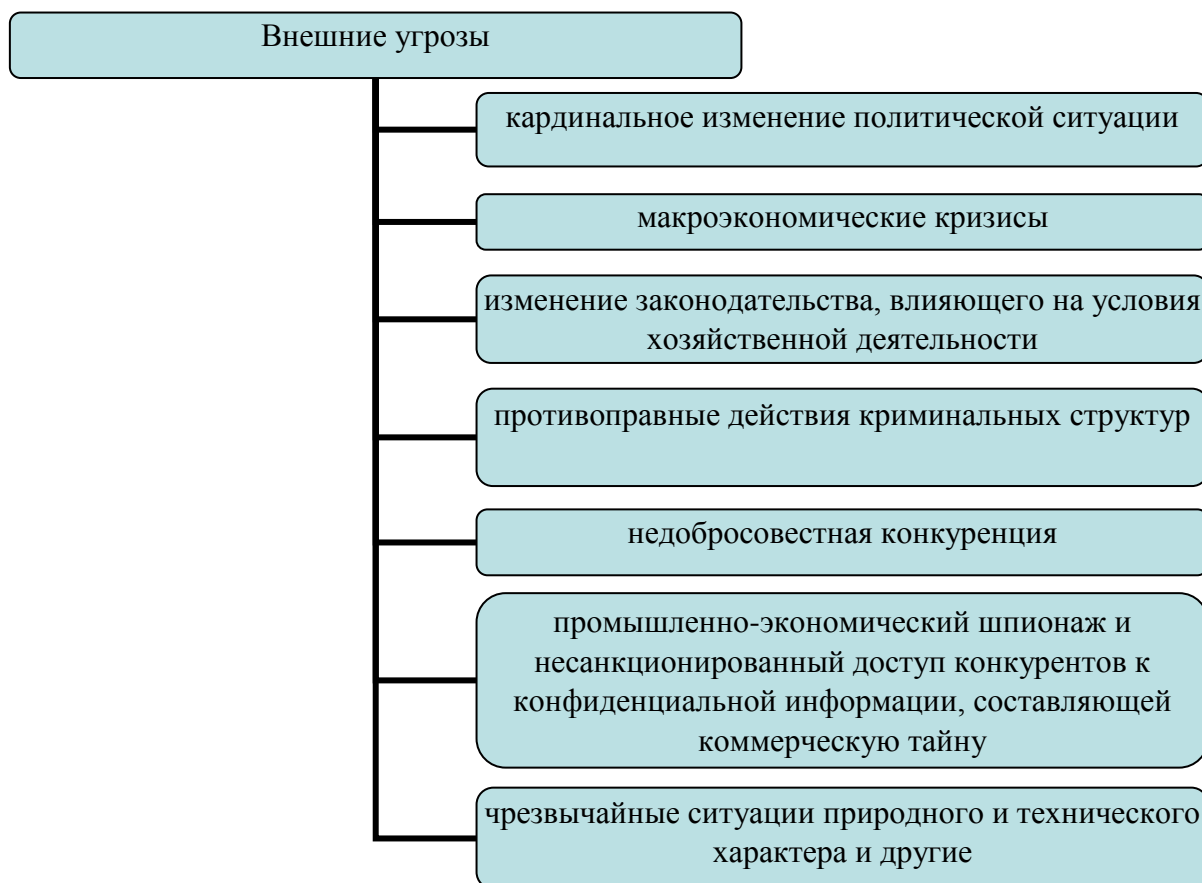 Внешние угрозы
кардинальное изменение политической ситуации
макроэкономические кризисы
изменение законодательства, влияющего на условия
хозяйственной деятельности
противоправные действия криминальных структур
недобросовестная конкуренция
промышленно-экономический шпионаж и
несанкционированный доступ конкурентов к
конфиденциальной информации, составляющей
коммерческую тайну
чрезвычайные ситуации природного и технического
характера и другие